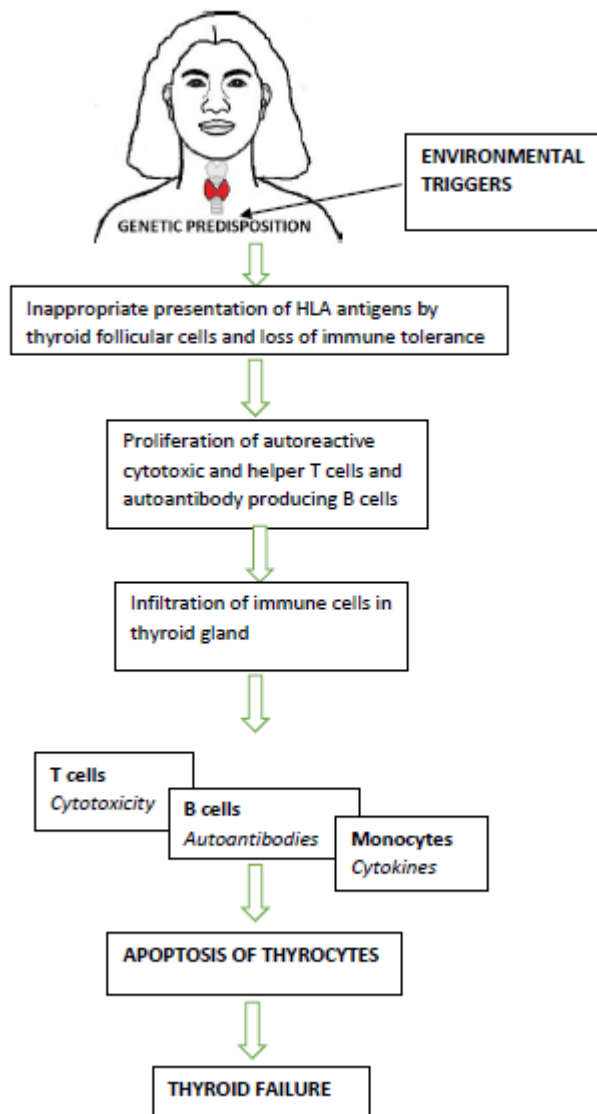 ENVIRONMENTAL
TRIGGERS
GENETIC PREDISPOSITION
Inappropriate presentation of HLA antigens by
thyroid follicular cells and loss of immune tolerance
Proliferation of autoreactive
cytotoxic and helper T cells and
autoantibody producing B cells
Infiltration of immune cells in
thyroid gland
T cells
Cytotoxicity
B cells
Autoantibodies
Monocytes
Cytokines
APOPTOSIS OF THYROCYTES
THYROID FAILURE